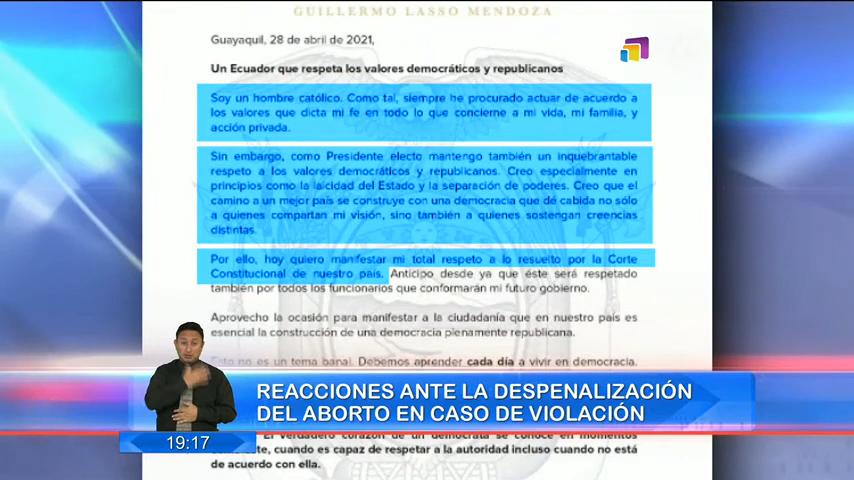 GUILLERMO LASSO MENDOZA
Guayaquil, 28 de abril de 2021,
Un Ecuador que respeta los valores democráticos y republicanos
Soy un hombre católico. Como tal, siempre he procurado actuar de acuerdo a
los valores que dicta mi fe en todo lo que concierne a mi vida, mi familia, y
acción privada.
Sin embargo, como Presidente electo mantengo también un inquebrantable
respeto a los valores democráticos y republicanos. Creo especialmente en
principios como la laicidad del Estado y la separación de poderes. Creo que el
camino a un mejor país se construye con una democracia que dé cabida no sólo
a quienes compartan mi visión, sino también a quienes sostengan creencias
distintas.
Por ello, hoy quiero manifestar mi total respeto a lo resuelto por la Corte
Constitucional de nuestro país. Anticipo desde ya que éste será respetado
también por todos los funcionarios que conformarán mi futuro gobierno.
Aprovecho la ocasión para manifestar a la ciudadanía que en nuestro país es
esencial la construcción de una democracia plenamente republicana.
Esto no es un tema banal. Debemos aprender cada día a vivir en democracia.
REACCIONES ANTE LA DESPENALIZACIÓN
DEL ABORTO EN CASO DE VIOLACIÓN
19:17
El verdadero corazón de un demócrata se conoce en momentos
cuando es capaz de respetar a la autoridad incluso cuando no está
de acuerdo con ella.